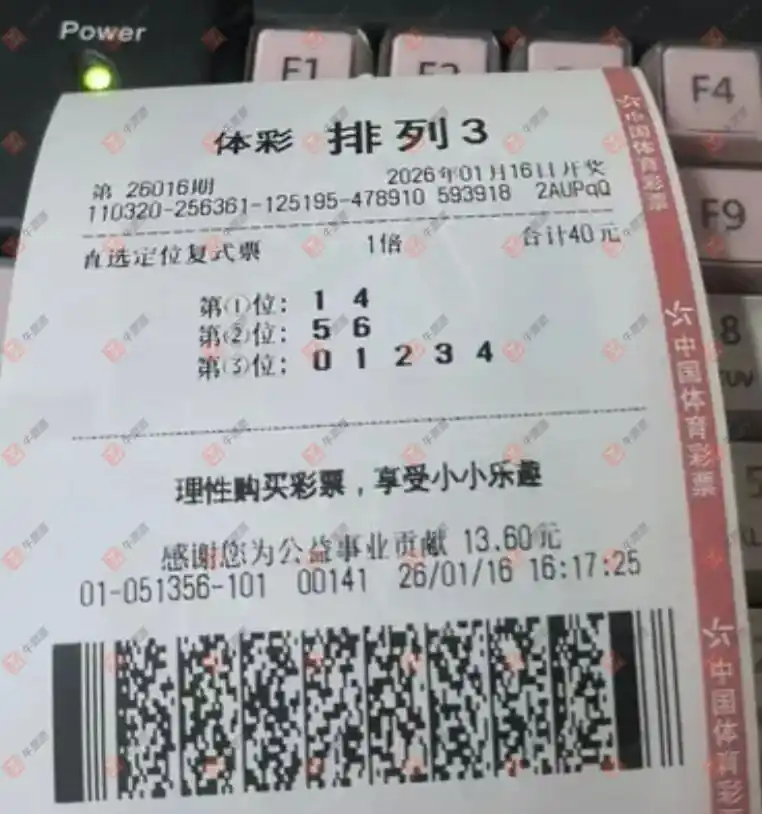 Power
F1
F4
F9
体彩 排列3
第 26016期 2026年01月16日开奖
110320-256361-125195-478910 593918 2AUPqQ
直选定位复式票 1倍 合计40元
第①位: 1 4
第②位: 5 6
第③位: 0 1 2 3 4
理性购买彩票,享受小小乐趣
感谢您为公益事业贡献 13.60元
01-051356-101 00141 26/01/16 16:17:25
中国体育彩票
中国体育彩票
中国体育彩
8